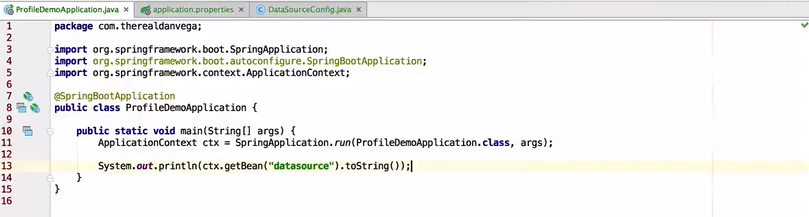 ProfileDemoApplication.java × application.properties × DataSourceConfig.java ×
1 package com.therealdanvega;
2
3 import org.springframework.boot.SpringApplication;
4 import org.springframework.boot.autoconfigure.SpringBootApplication;
5 import org.springframework.context.ApplicationContext;
6
7 @SpringBootApplication
8 public class ProfileDemoApplication {
9
10 public static void main(String[] args) {
11 ApplicationContext ctx = SpringApplication.run(ProfileDemoApplication.class, args);
12
13 System.out.println(ctx.getBean("datasource").toString());
14 }
15 }
16